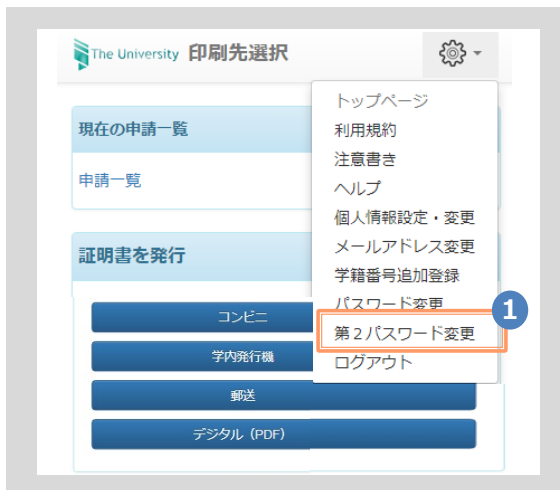 The University 印刷先選択
トップページ
利用規約
注意書き
ヘルプ
個人情報設定・変更
メールアドレス変更
学籍番号追加登録
パスワード変更
第２パスワード変更
ログアウト
1
現在の申請一覧
申請一覧
証明書を発行
コンビニ
学内発行機
郵送
デジタル（PDF）